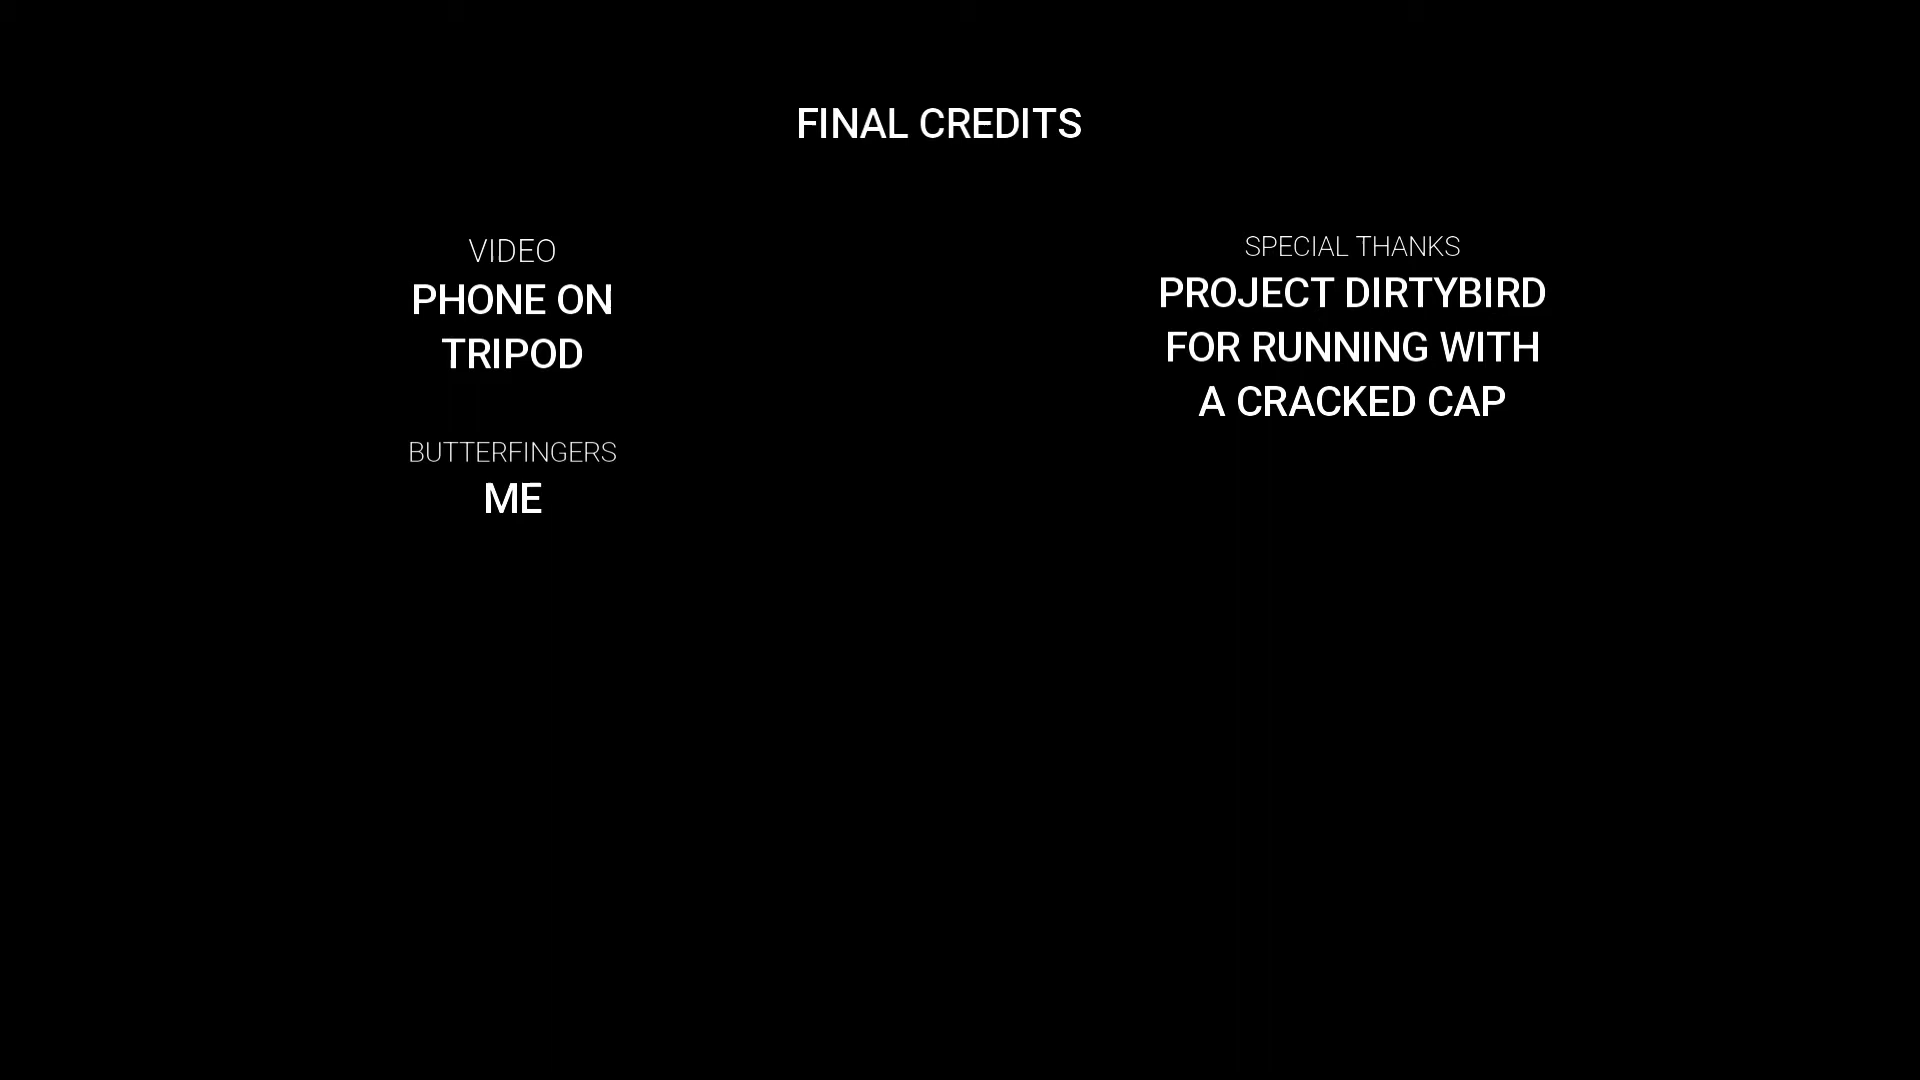 FINAL CREDITS
VIDEO
PHONE ON
TRIPOD
BUTTERFINGERS
ME
SPECIAL THANKS
PROJECT DIRTYBIRD
FOR RUNNING WITH
A CRACKED CAP